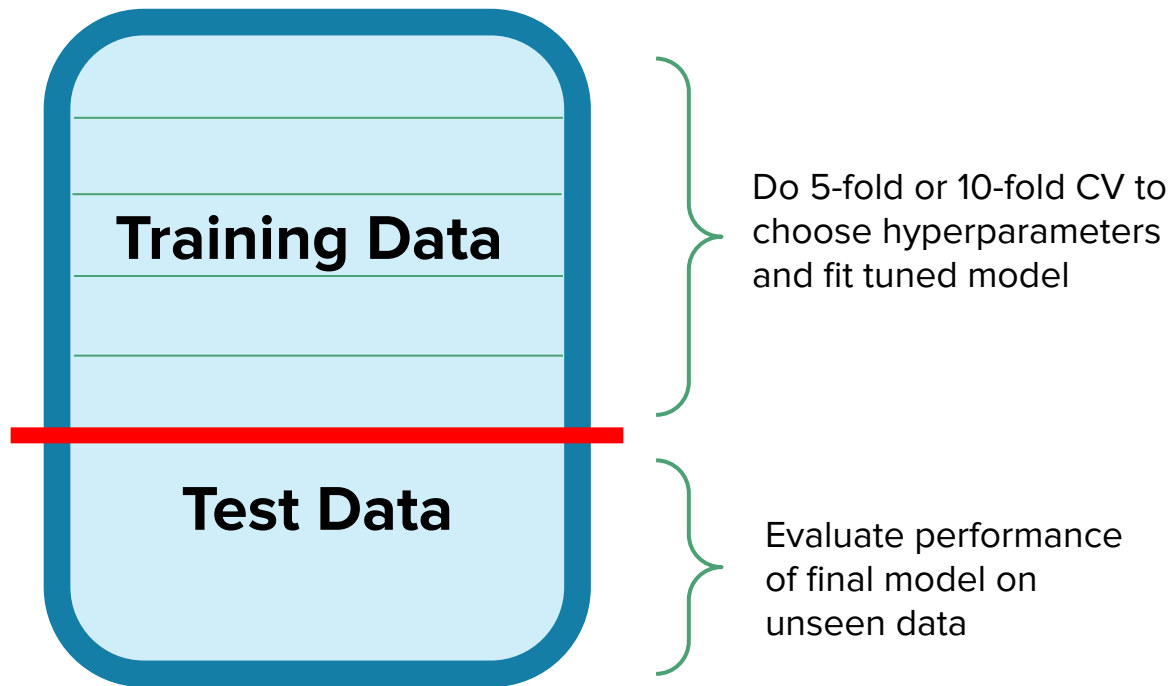 Training Data
Do 5-fold or 10-fold CV to
choose hyperparameters
and fit tuned model
Test Data
Evaluate performance
of final model on
unseen data